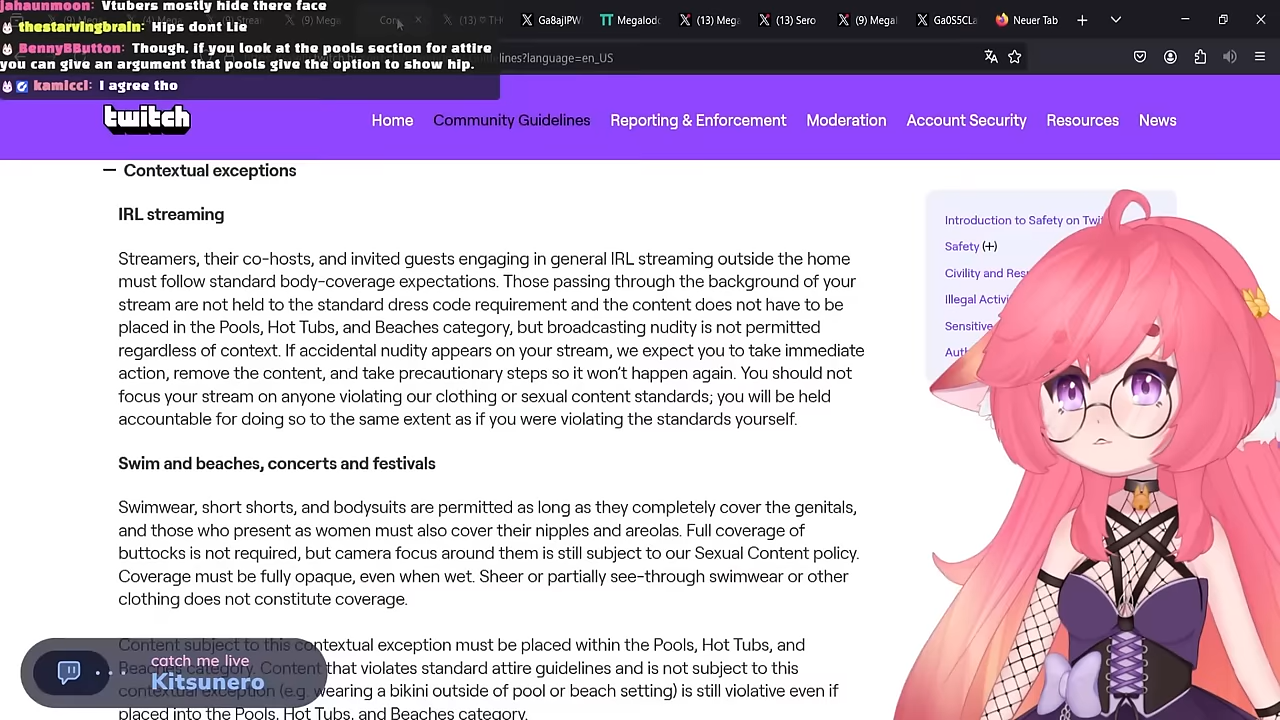 jahaunmoon: Vtubers mostly hide there face
thestarvingbrain: Hips dont Lie
BennyBButton: Though, if you look at the pools section for attire
you can give an argument that pools give the option to show hip.
kamiccl: I agree tho
(9) Mega
(13)
Ga8ajIPW
TT Megalodo
(13) Mega
(13) Sero
(9) Megal
Ga055CLa
Neuer Tab
lines?language=en_US
twitch
Home
Community Guidelines
Reporting & Enforcement
Moderation
Account Security
Resources
News
— Contextual exceptions
IRL streaming
Streamers, their co-hosts, and invited guests engaging in general IRL streaming outside the home
must follow standard body-coverage expectations. Those passing through the background of your
stream are not held to the standard dress code requirement and the content does not have to be
placed in the Pools, Hot Tubs, and Beaches category, but broadcasting nudity is not permitted
regardless of context. If accidental nudity appears on your stream, we expect you to take immediate
action, remove the content, and take precautionary steps so it won’t happen again. You should not
focus your stream on anyone violating our clothing or sexual content standards; you will be held
accountable for doing so to the same extent as if you were violating the standards yourself.
Introduction to Safety on Twi
Safety (+)
Civility and Res
Illegal Activi
Sensitive
Auth
Swim and beaches, concerts and festivals
Swimwear, short shorts, and bodysuits are permitted as long as they completely cover the genitals,
and those who present as women must also cover their nipples and areolas. Full coverage of
buttocks is not required, but camera focus around them is still subject to our Sexual Content policy.
Coverage must be fully opaque, even when wet. Sheer or partially see-through swimwear or other
clothing does not constitute coverage.
Content subject to this contextual exception must be placed within the Pools, Hot Tubs, and
Beaches category. Content that violates standard attire guidelines and is not subject to this
contextual exception (e.g. wearing a bikini outside of pool or beach setting) is still violative even if
placed into the Pools, Hot Tubs, and Beaches category.
catch me live
Kitsunero